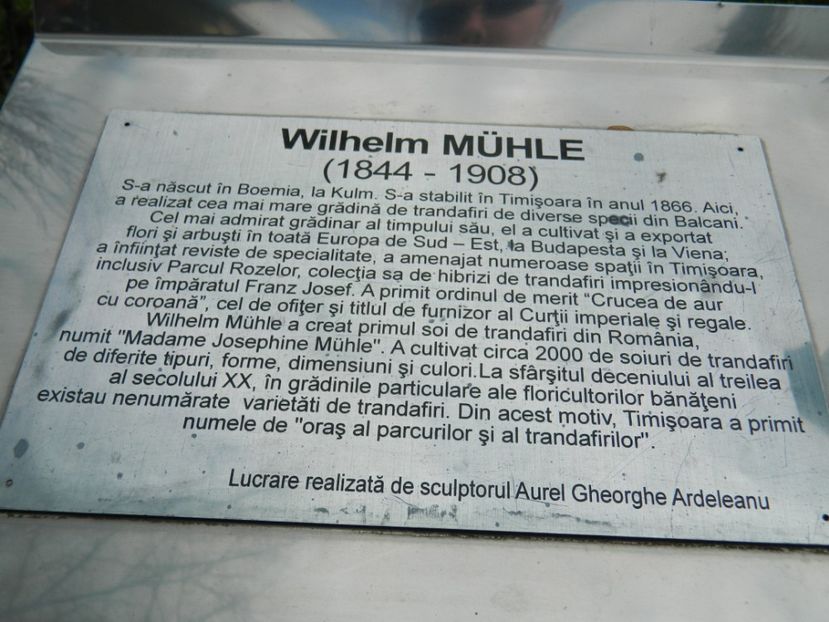 Wilhelm MÜHLE
(1844 - 1908)
S-a născut în Boemia, la Kulm. S-a stabilit în Timişoara în anul 1866. Aici,
a realizat cea mai mare grădină de trandafiri de diverse specii din Balcani.
Cel mai admirat grădinar al timpului său, el a cultivat şi a exportat
flori şi arbuşti în toată Europa de Sud – Est, la Budapesta şi la Viena;
a înfiinţat reviste de specialitate, a amenajat numeroase spaţii în Timişoara,
inclusiv Parcul Rozelor, colecţia sa de hibrizi de trandafiri impresionându-l
pe împăratul Franz Josef. A primit ordinul de merit “Crucea de aur
cu coroană”, cel de ofiţer şi titlul de furnizor al Curţii imperiale şi regale.
Wilhelm Mühle a creat primul soi de trandafiri din România,
numit "Madame Josephine Mühle". A cultivat circa 2000 de soiuri de trandafiri
de diferite tipuri, forme, dimensiuni şi culori.La sfârşitul deceniului al treilea
al secolului XX, în grădinile particulare ale floricultorilor bănăţeni
existau nenumărate varietăti de trandafiri. Din acest motiv, Timişoara a primit
numele de "oraş al parcurilor şi al trandafirilor".
Lucrare realizată de sculptorul Aurel Gheorghe Ardeleanu